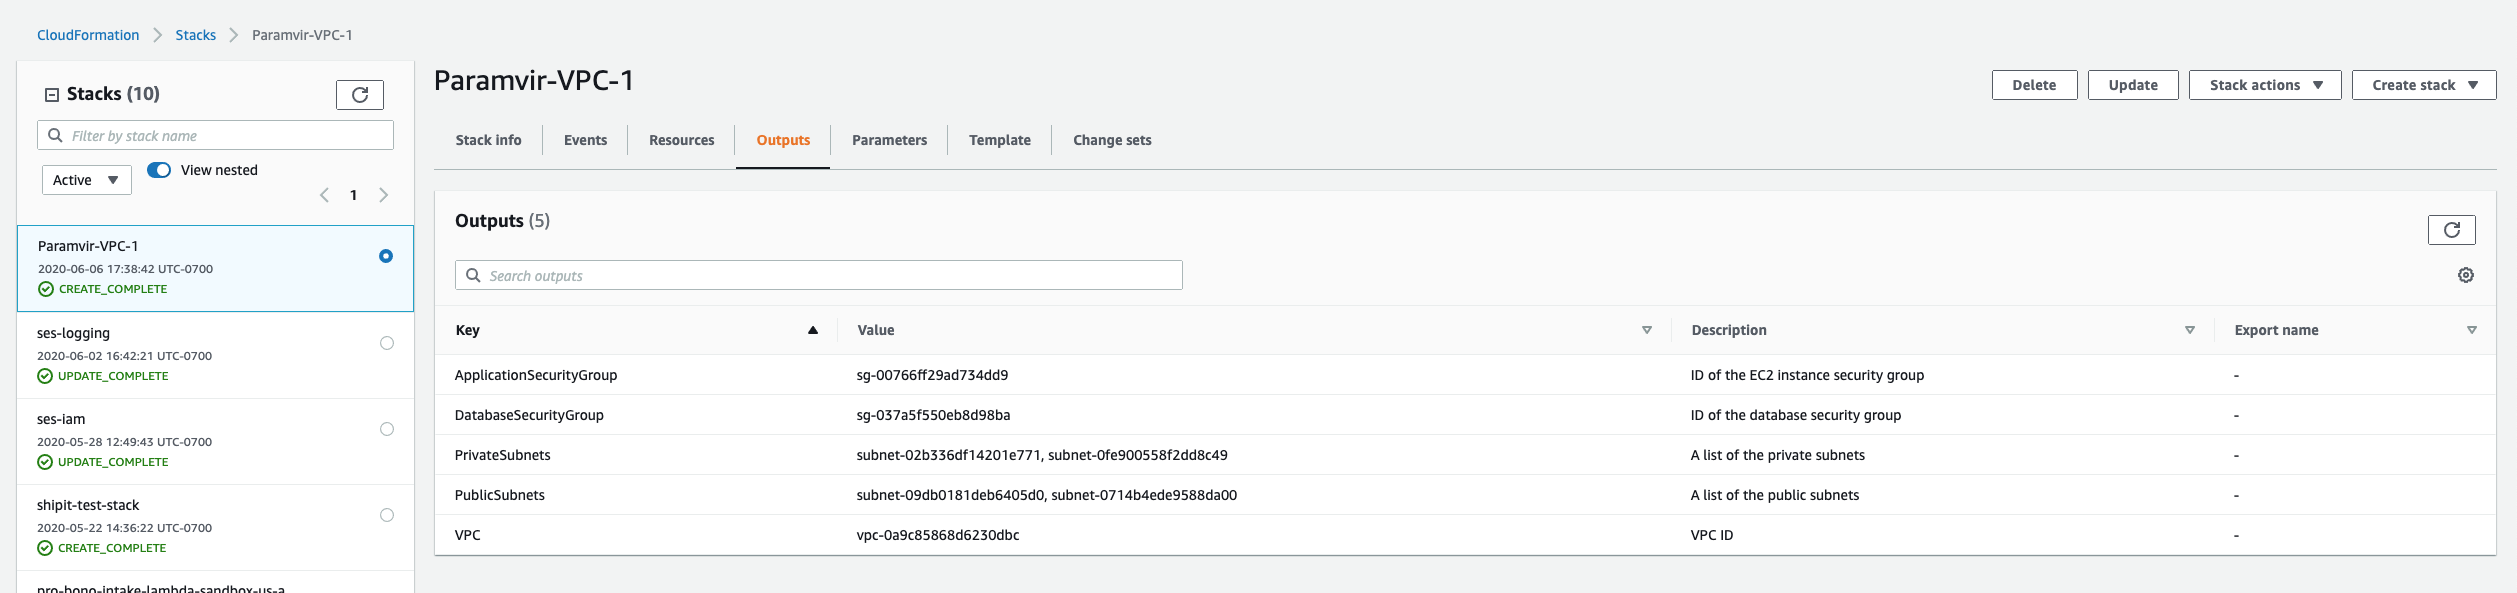 CloudFormation > Stacks > Paramvir-VPC-1
Stacks (10)
Filter by stack name
Active
View nested
1
Paramvir-VPC-1
2020-06-06 17:38:42 UTC-0700
CREATE_COMPLETE
ses-logging
2020-06-02 16:42:21 UTC-0700
UPDATE_COMPLETE
ses-iam
2020-05-28 12:49:43 UTC-0700
UPDATE_COMPLETE
shipit-test-stack
2020-05-22 14:36:22 UTC-0700
CREATE_COMPLETE
pro-bono-intake-lambda-sandbox-us-a
Paramvir-VPC-1
Delete Update Stack actions Create stack
Stack info Events Resources Outputs Parameters Template Change sets
Outputs (5)
Search outputs
Key Value Description Export name
ApplicationSecurityGroup sg-00766ff29ad734dd9 ID of the EC2 instance security group -
DatabaseSecurityGroup sg-037a5f550eb8d98ba ID of the database security group -
PrivateSubnets subnet-02b336df14201e771, subnet-0fe900558f2dd8c49 A list of the private subnets -
PublicSubnets subnet-09db0181deb6405d0, subnet-0714b4ede9588da00 A list of the public subnets -
VPC vpc-0a9c85868d6230dbc VPC ID -